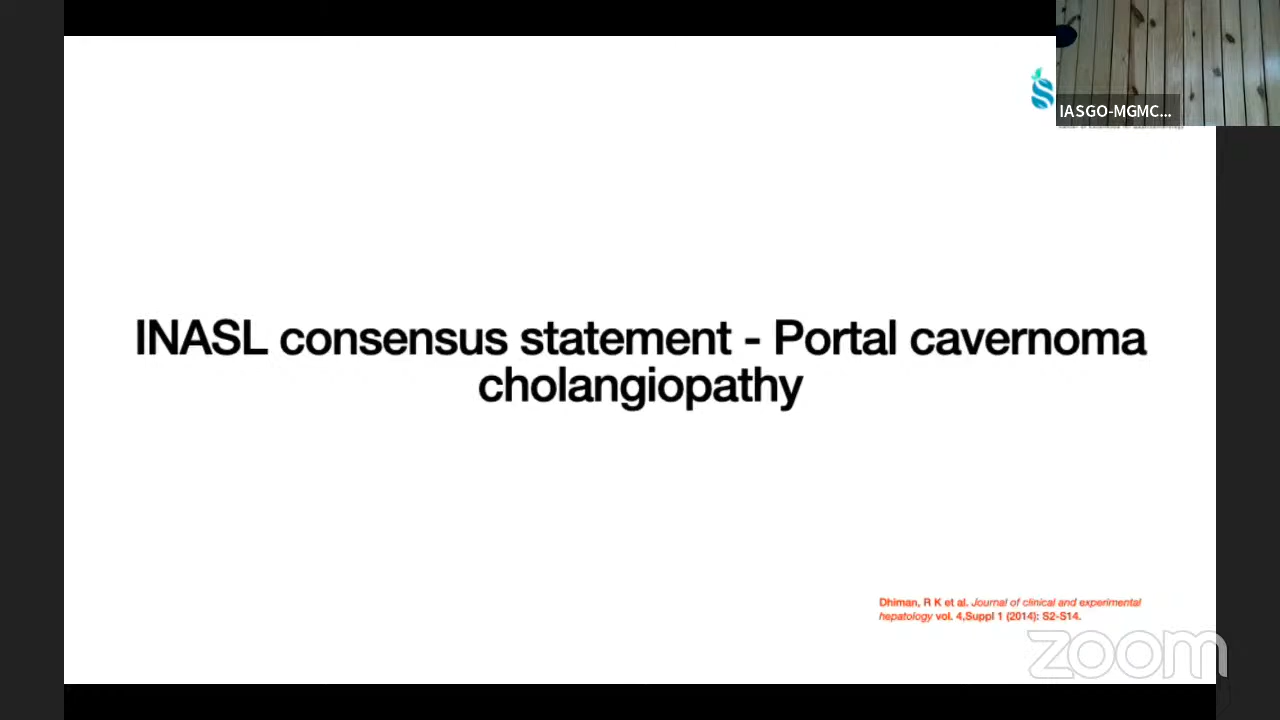 IASGO-MGMC...
INASL consensus statement - Portal cavernoma
cholangiopathy
Dhiman, R K et al. Journal of clinical and experimental
hepatology vol. 4,Suppl 1 (2014): S2-S14.
zoom